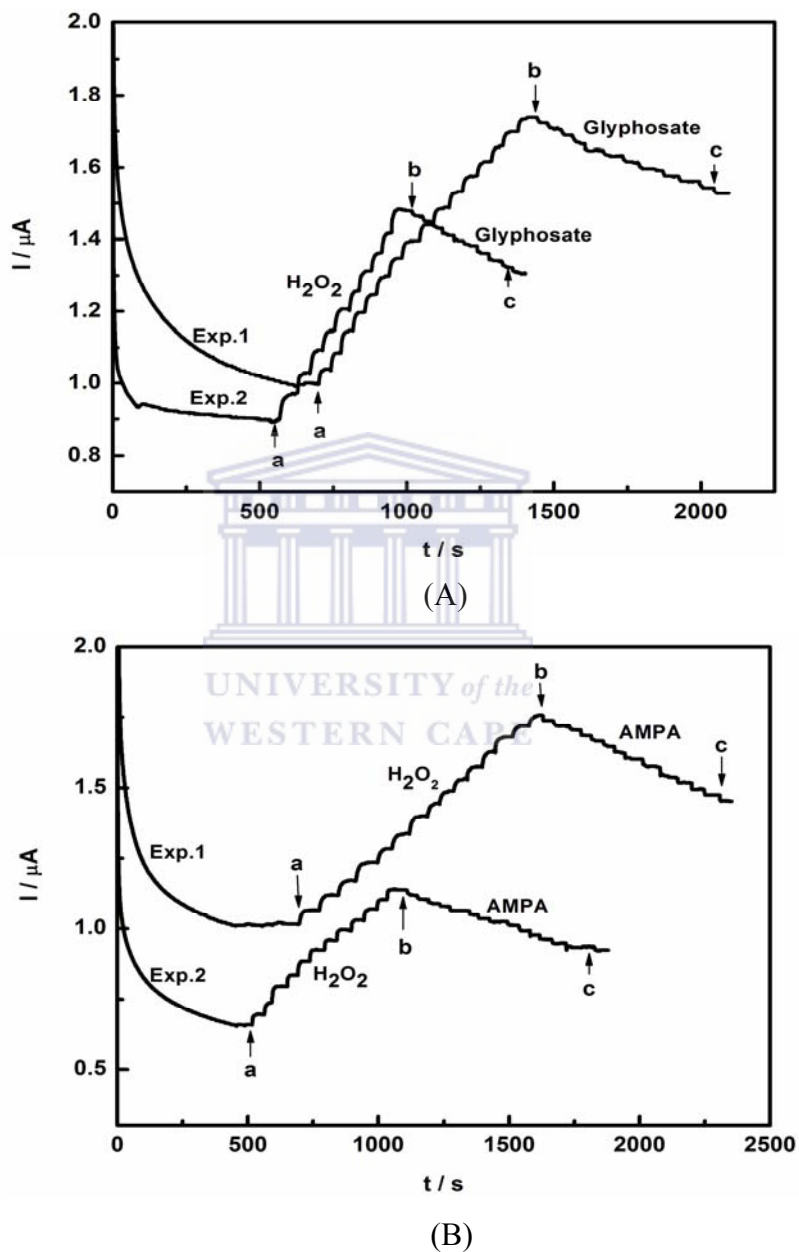 2.0
1.8
1.6
1.4
1.2
1.0
0.8
I / μA
b
Glyphosate
c
b
Glyphosate
H2O2
c
Exp.1
Exp.2
a
a
0
500
1000
1500
2000
t / s
(A)
UNIVERSITY of the
WESTERN CAPE
2.0
1.5
1.0
0.5
I / μA
b
AMPA
c
H2O2
Exp.1
a
AMPA
b
Exp.2
H2O2
c
a
0
500
1000
1500
2000
2500
t / s
(B)